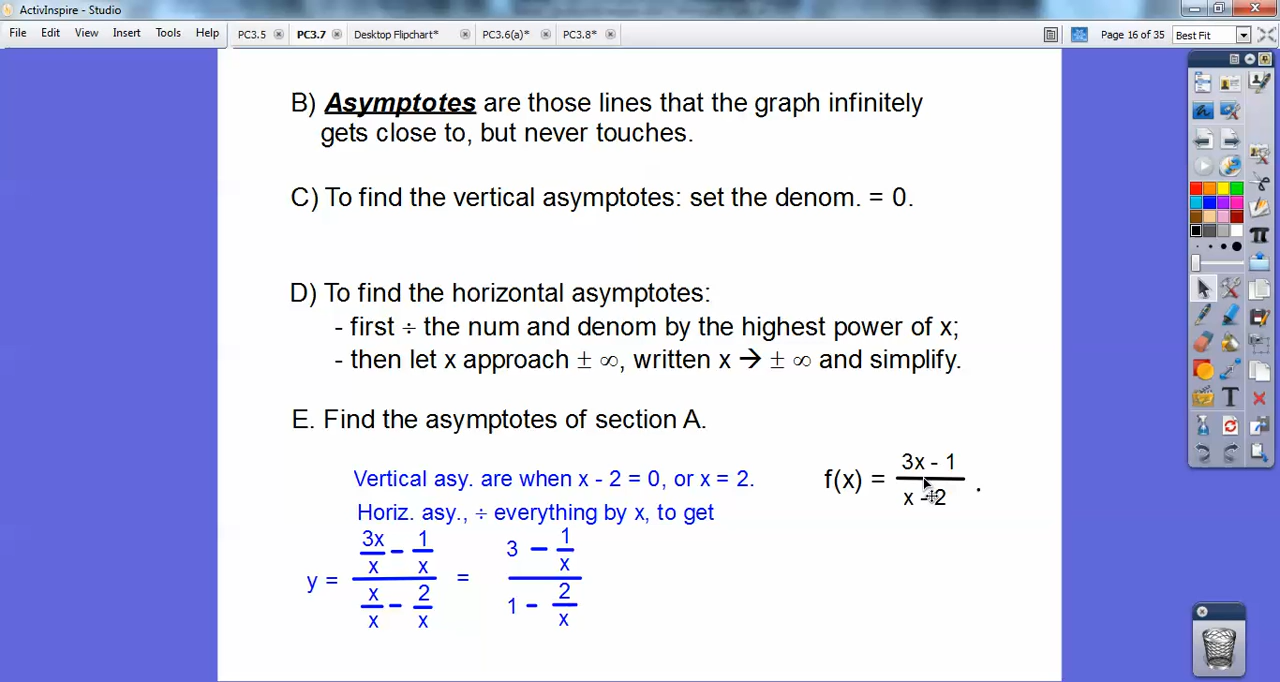 ActivInspire - Studio
File Edit View Insert Tools Help PC3.5 PC3.7 Desktop Flipchart* PC3.6(a)* PC3.8* Page 16 of 35 Best Fit
B) Asymptotes are those lines that the graph infinitely
gets close to, but never touches.
C) To find the vertical asymptotes: set the denom. = 0.
D) To find the horizontal asymptotes:
- first ÷ the num and denom by the highest power of x;
- then let x approach ± ∞, written x → ± ∞ and simplify.
E. Find the asymptotes of section A.
Vertical asy. are when x - 2 = 0, or x = 2.
f(x) = (3x - 1)/(x - 2) .
Horiz. asy., ÷ everything by x, to get
y = (3x/x - 1/x)/(x/x - 2/x) = (3 - 1/x)/(1 - 2/x)